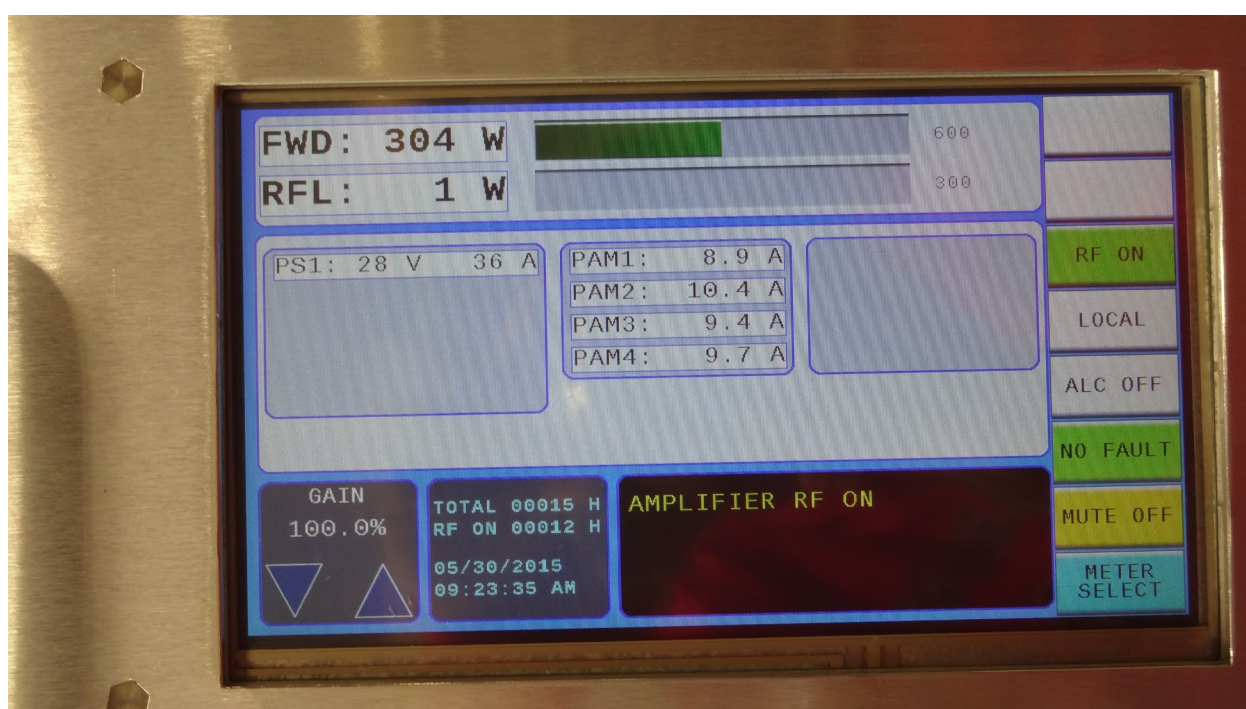 FWD: 304 W
600
RFL: 1 W
300
PS1: 28 V 36 A
PAM1: 8.9 A
PAM2: 10.4 A
PAM3: 9.4 A
PAM4: 9.7 A
RF ON
LOCAL
ALC OFF
NO FAULT
MUTE OFF
METER
SELECT
GAIN
100.0%
TOTAL 00015 H
RF ON 00012 H
05/30/2015
09:23:35 AM
AMPLIFIER RF ON